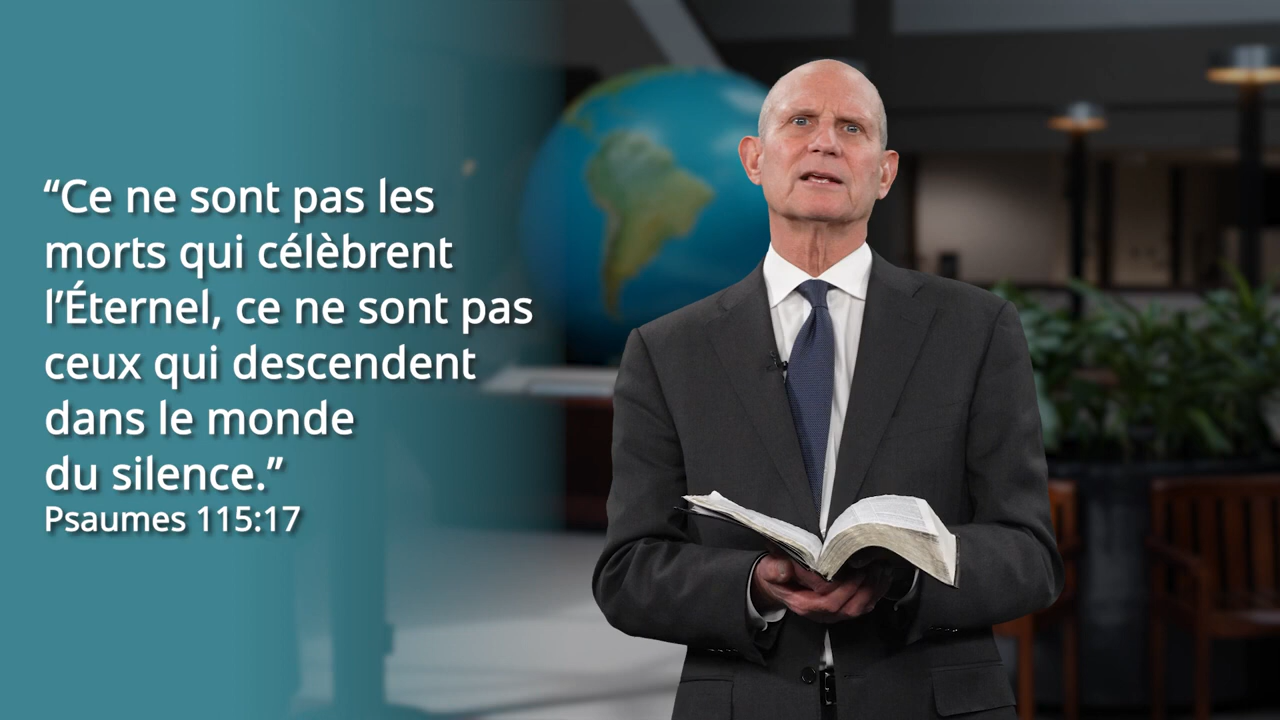 “Ce ne sont pas les
morts qui célèbrent
l’Éternel, ce ne sont pas
ceux qui descendent
dans le monde
du silence.”
Psaumes 115:17